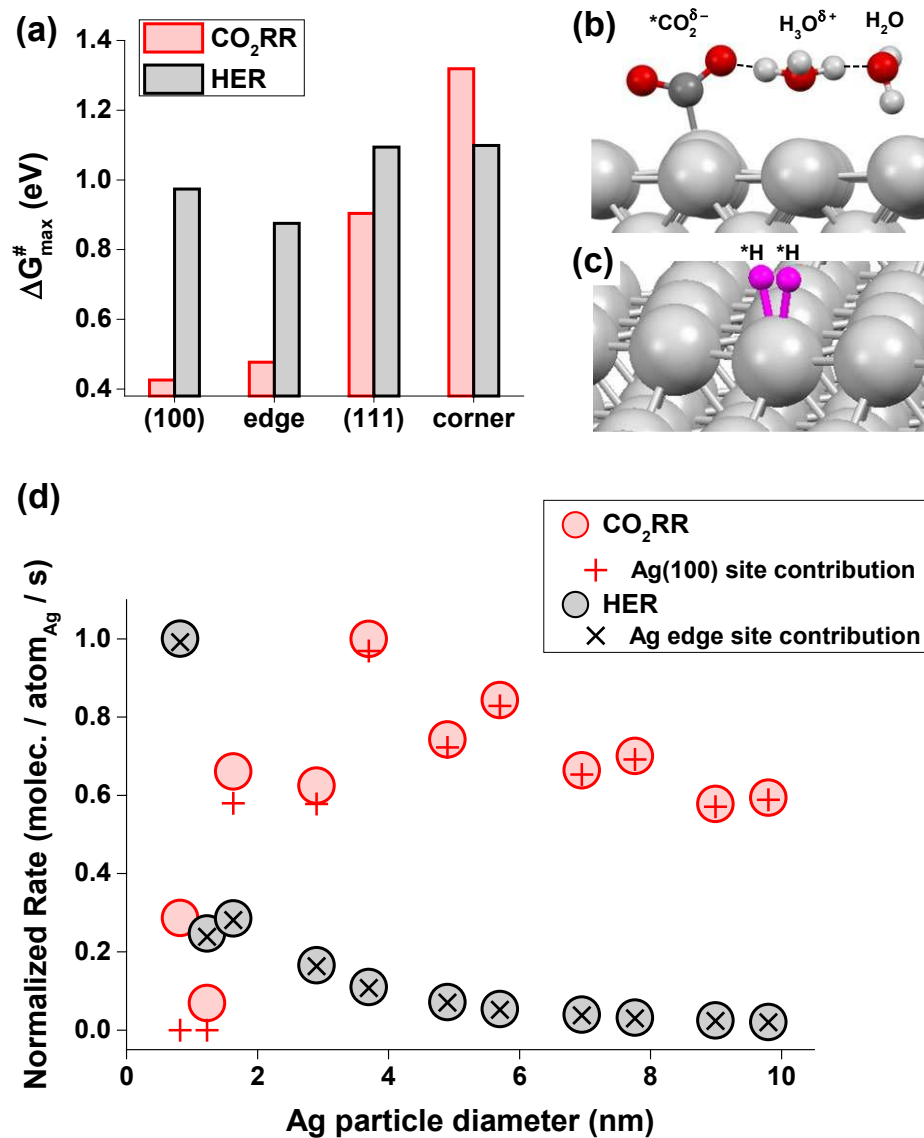 (a)
CO₂RR
HER
1.4
1.2
1.0
0.8
0.6
0.4
ΔG#max (eV)
(100) edge (111) corner
(b)
*CO₂^δ− H₃O^δ+ H₂O
(c)
*H *H
(d)
CO₂RR
Ag(100) site contribution
HER
Ag edge site contribution
Normalized Rate (molec. / atom_Ag / s)
1.0
0.8
0.6
0.4
0.2
0.0
0 2 4 6 8 10
Ag particle diameter (nm)